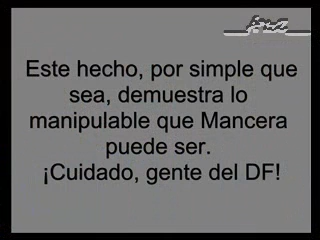 Este hecho, por simple que
sea, demuestra lo
manipulable que Mancera
puede ser.
¡Cuidado, gente del DF!